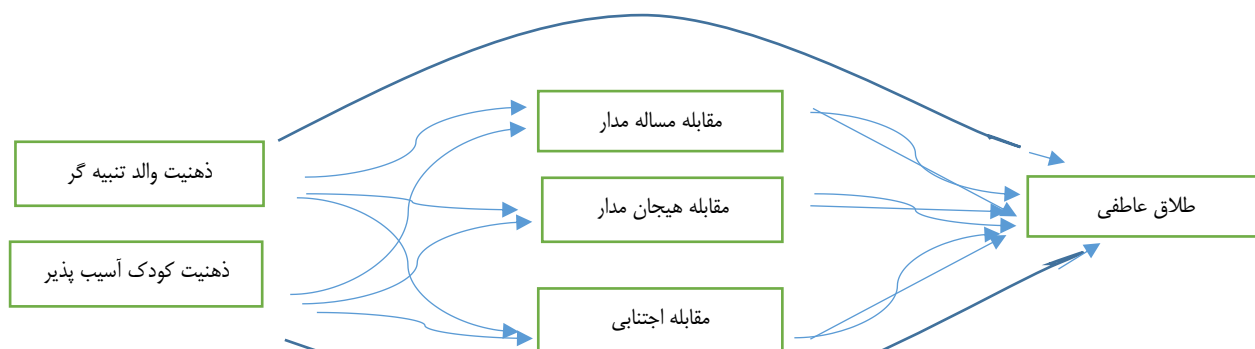 مقابله مساله مدار
ذهنیت والد تنبیه گر
مقابله هیجان مدار
طلاق عاطفی
ذهنیت کودک آسیب پذیر
مقابله اجتنابی